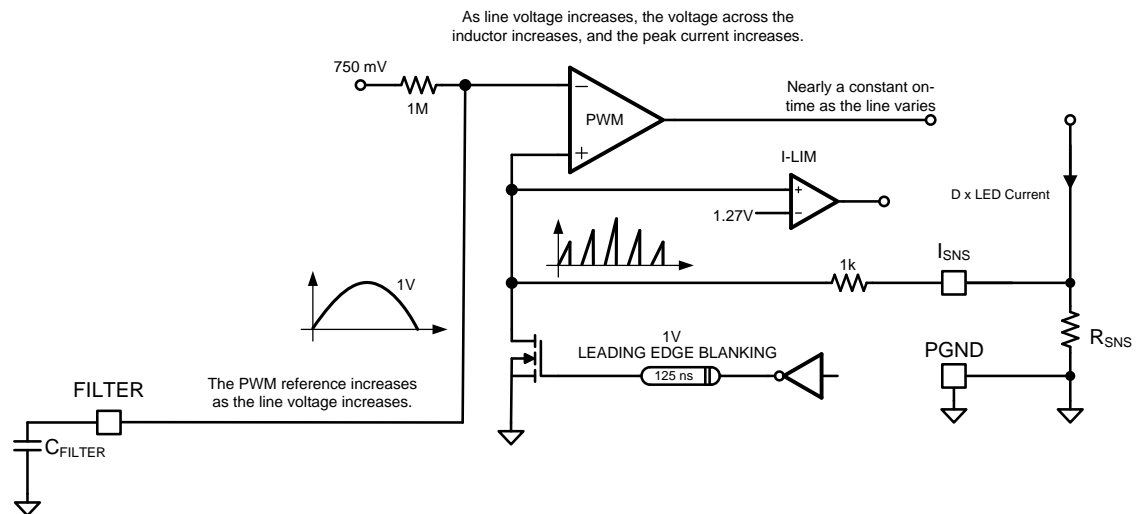 As line voltage increases, the voltage across the
inductor increases, and the peak current increases.
750 mV
1M
PWM
Nearly a constant on-
time as the line varies
I-LIM
1.27V
D x LED Current
1k
ISNS
1V
RSNS
1V
LEADING EDGE BLANKING
125 ns
PGND
The PWM reference increases
as the line voltage increases.
FILTER
CFILTER